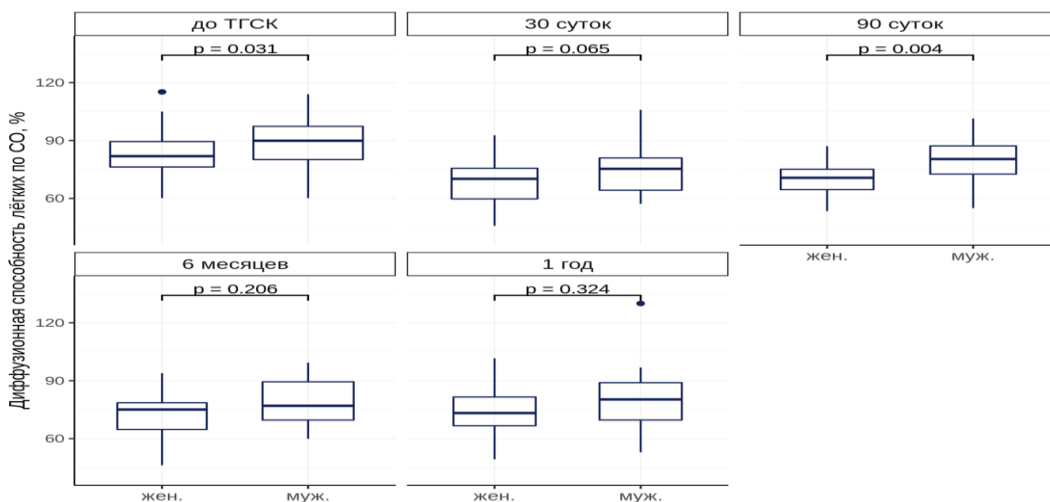 до ТГСК
30 суток
90 суток
p = 0.031
p = 0.065
p = 0.004
120
90
60
Диффузионная способность лёгких по CO, %
жен.
муж.
6 месяцев
1 год
p = 0.206
p = 0.324
120
90
60
жен.
муж.
жен.
муж.